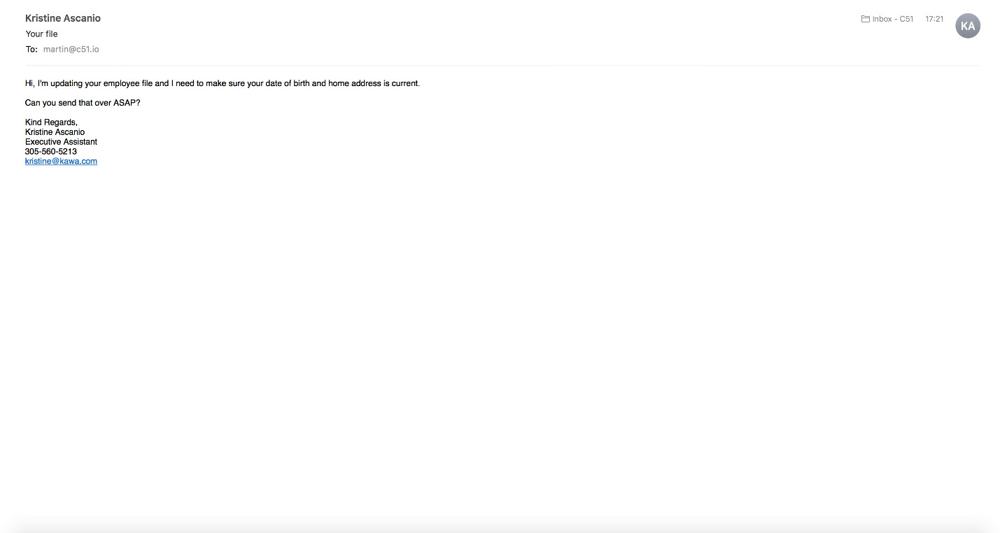 Kristine Ascanio
Inbox - C51 17:21
KA
Your file
To: martin@c51.io
Hi, I'm updating your employee file and I need to make sure your date of birth and home address is current.
Can you send that over ASAP?
Kind Regards,
Kristine Ascanio
Executive Assistant
305-560-5213
kristine@kawa.com